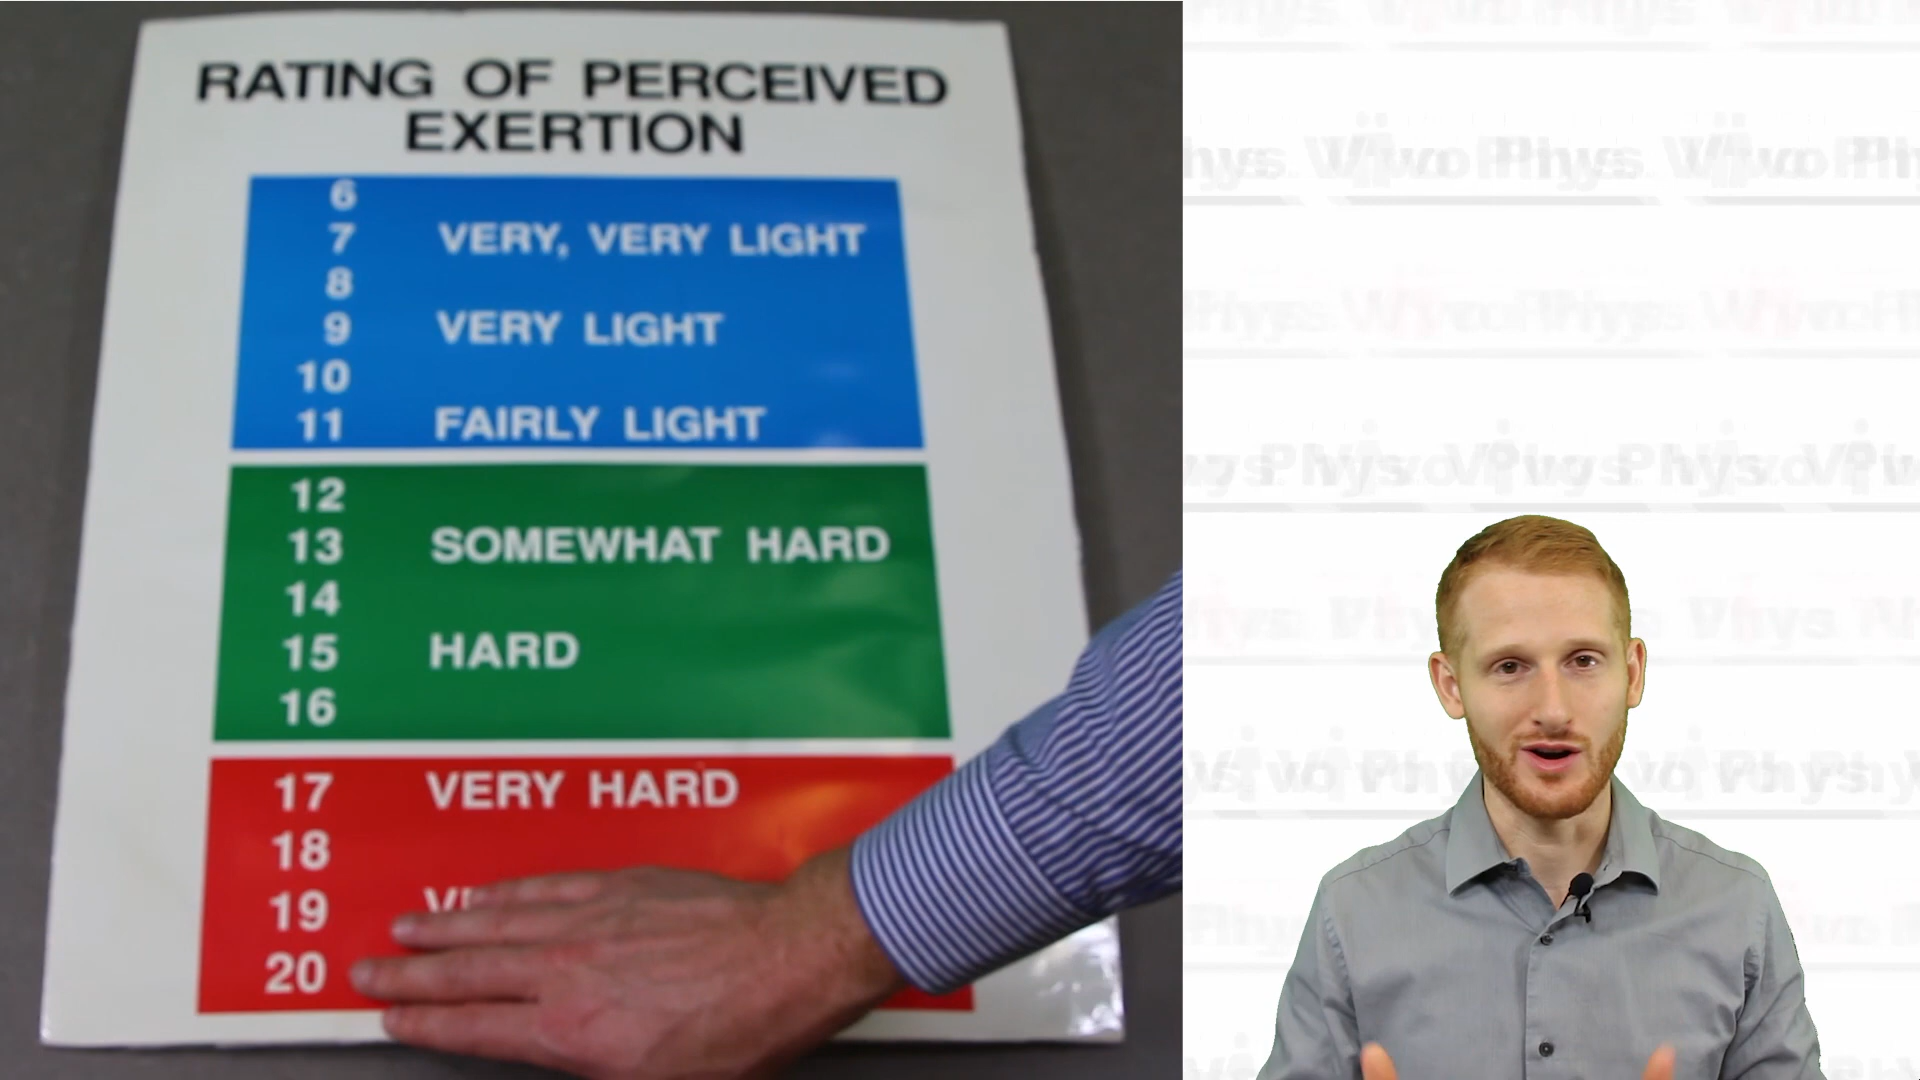 RATING OF PERCEIVED
EXERTION
6
7 VERY, VERY LIGHT
8
9 VERY LIGHT
10
11 FAIRLY LIGHT
12
13 SOMEWHAT HARD
14
15 HARD
16
17 VERY HARD
18
19
20